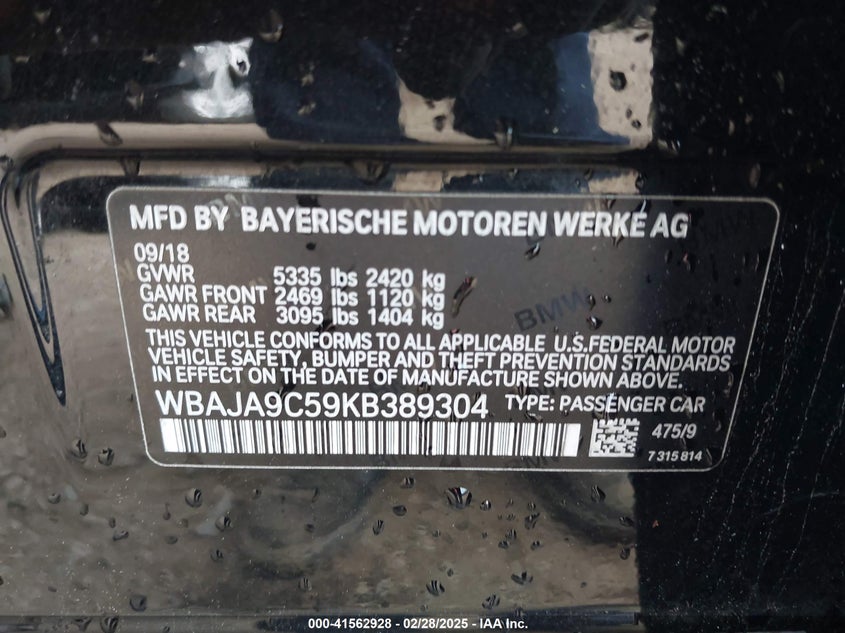 MFD BY BAYERISCHE MOTOREN WERKE AG
09/18
GVWR 5335 lbs 2420 kg
GAWR FRONT 2469 lbs 1120 kg
GAWR REAR 3095 lbs 1404 kg
THIS VEHICLE CONFORMS TO ALL APPLICABLE U.S.FEDERAL MOTOR
VEHICLE SAFETY, BUMPER AND THEFT PREVENTION STANDARDS
IN EFFECT ON THE DATE OF MANUFACTURE SHOWN ABOVE.
WBAJA9C59KB389304 TYPE: PASSENGER CAR
475/9
7 315 814
BMW
000-41562928 - 02/28/2025 - IAA Inc.